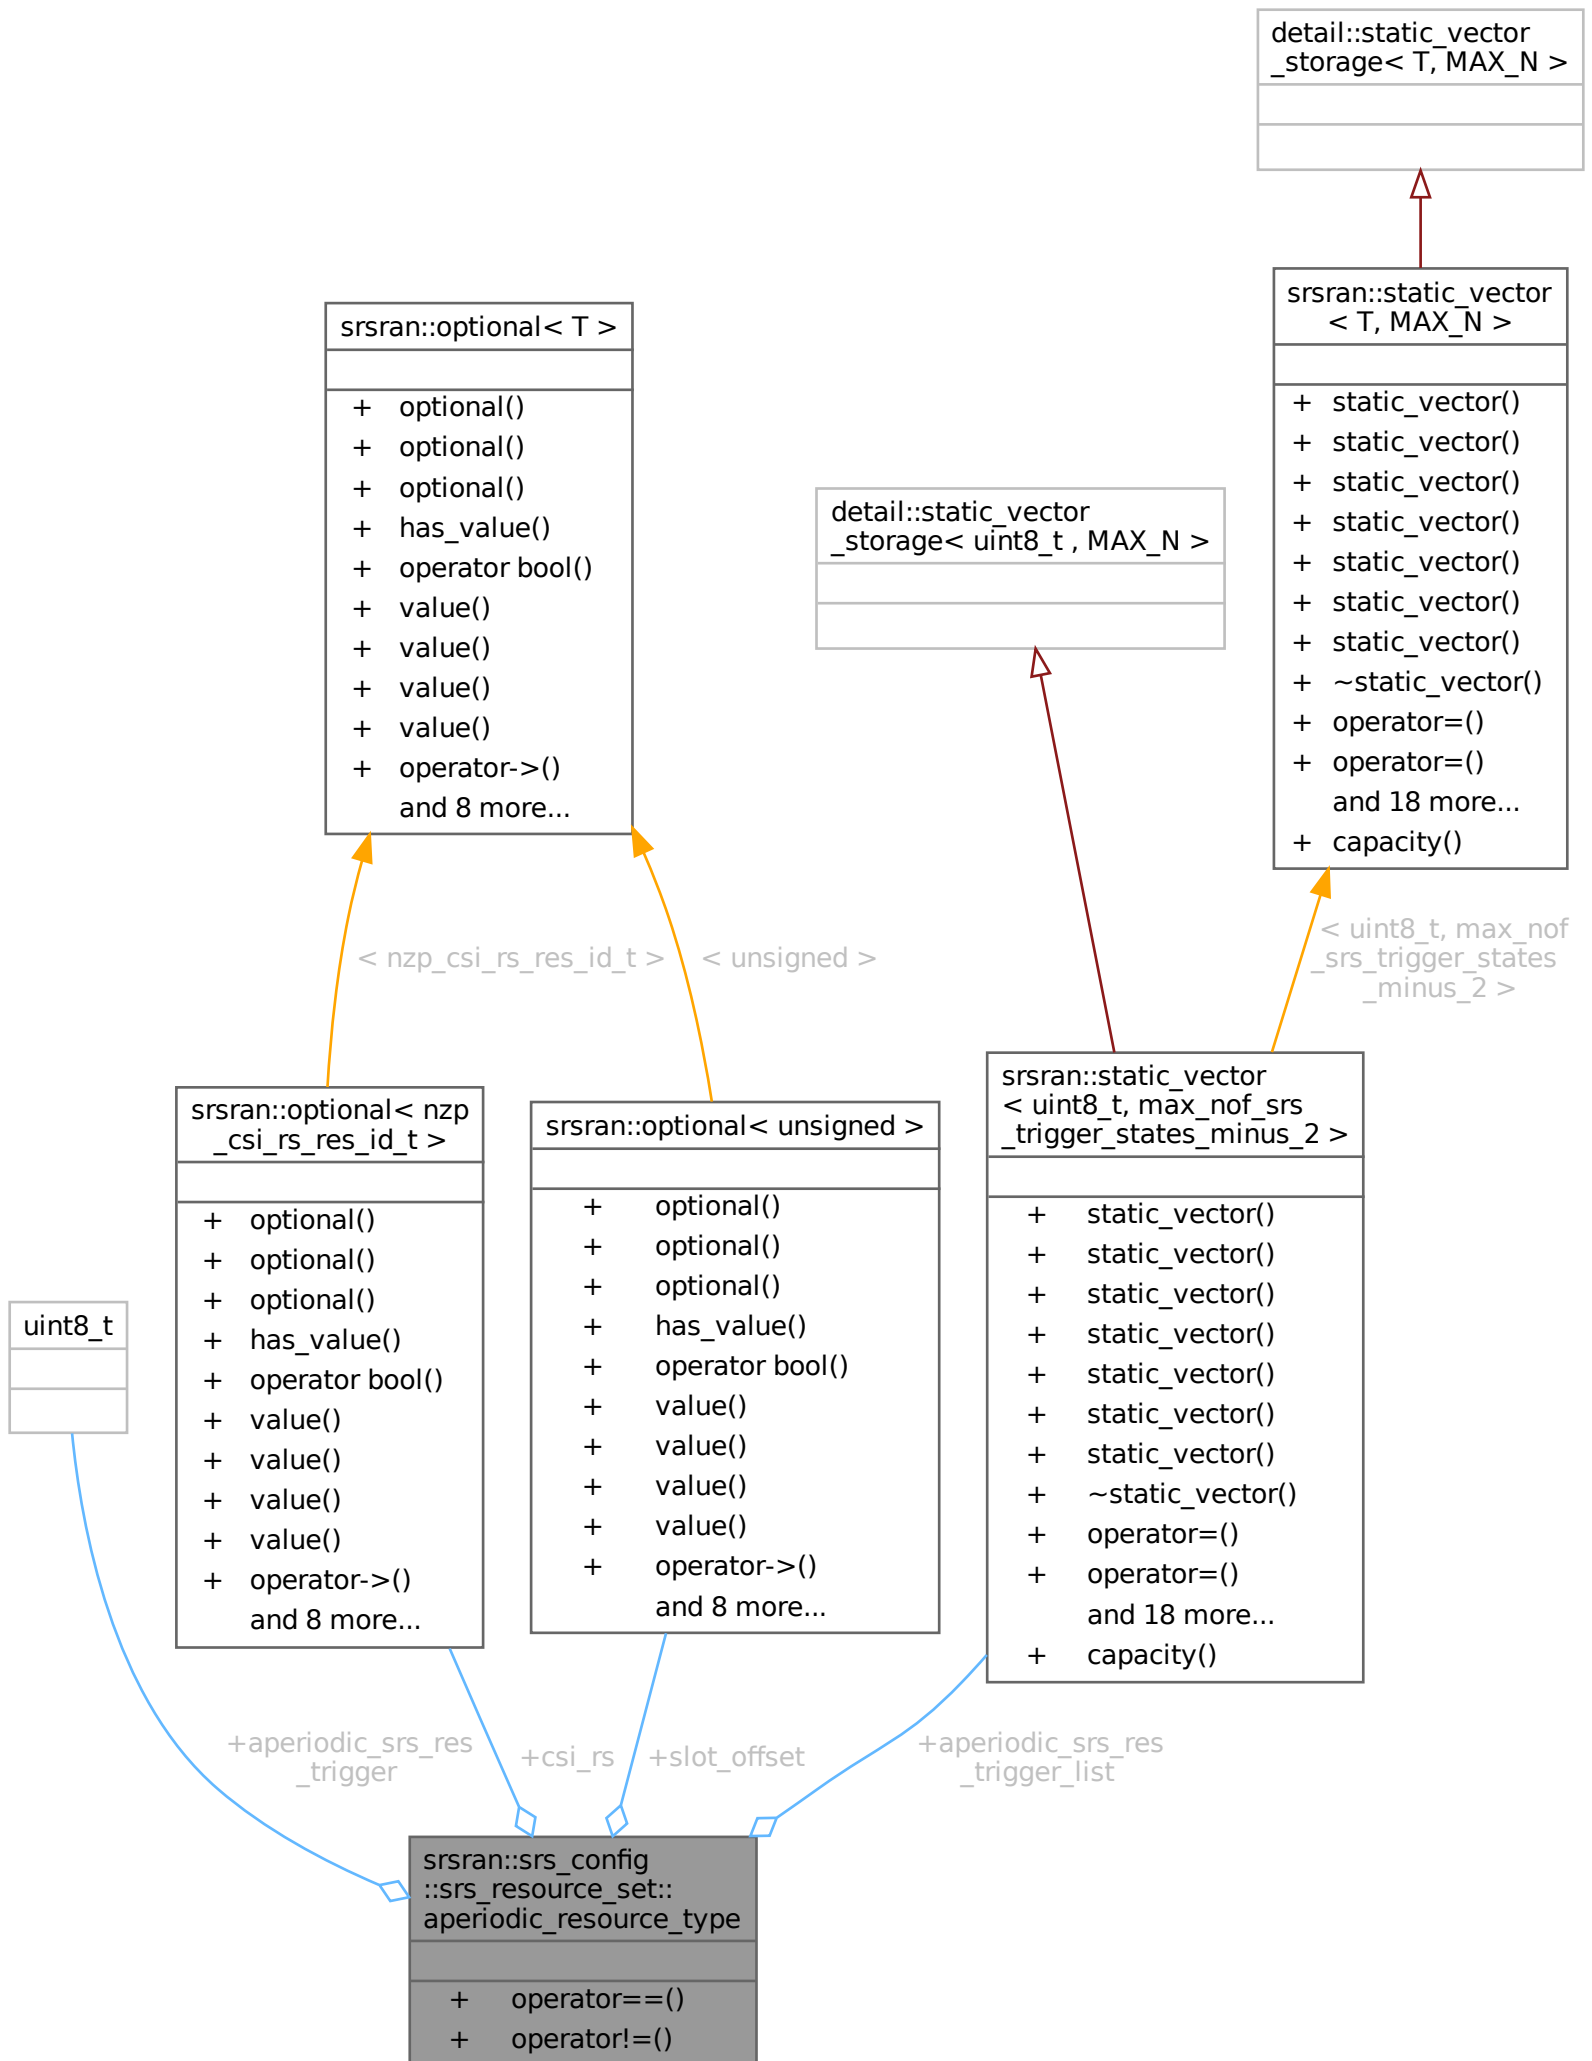 detail::static_vector
_storage< T, MAX_N >
srsran::static_vector
< T, MAX_N >
+ static_vector()
+ static_vector()
+ static_vector()
+ static_vector()
+ static_vector()
+ static_vector()
+ static_vector()
+ ~static_vector()
+ operator=()
+ operator=()
and 18 more...
+ capacity()
srsran::optional< T >
+ optional()
+ optional()
+ optional()
+ has_value()
+ operator bool()
+ value()
+ value()
+ value()
+ value()
+ operator->()
and 8 more...
detail::static_vector
_storage< uint8_t , MAX_N >
< nzp_csi_rs_res_id_t >
< unsigned >
< uint8_t, max_nof
_srs_trigger_states
_minus_2 >
srsran::optional< nzp
_csi_rs_res_id_t >
+ optional()
+ optional()
+ optional()
+ has_value()
+ operator bool()
+ value()
+ value()
+ value()
+ value()
+ operator->()
and 8 more...
srsran::optional< unsigned >
+ optional()
+ optional()
+ optional()
+ has_value()
+ operator bool()
+ value()
+ value()
+ value()
+ value()
+ operator->()
and 8 more...
srsran::static_vector
< uint8_t, max_nof_srs
_trigger_states_minus_2 >
+ static_vector()
+ static_vector()
+ static_vector()
+ static_vector()
+ static_vector()
+ static_vector()
+ static_vector()
+ ~static_vector()
+ operator=()
+ operator=()
and 18 more...
+ capacity()
uint8_t
+aperiodic_srs_res
_trigger
+csi_rs
+slot_offset
+aperiodic_srs_res
_trigger_list
srsran::srs_config
::srs_resource_set::
aperiodic_resource_type
+ operator==()
+ operator!=()